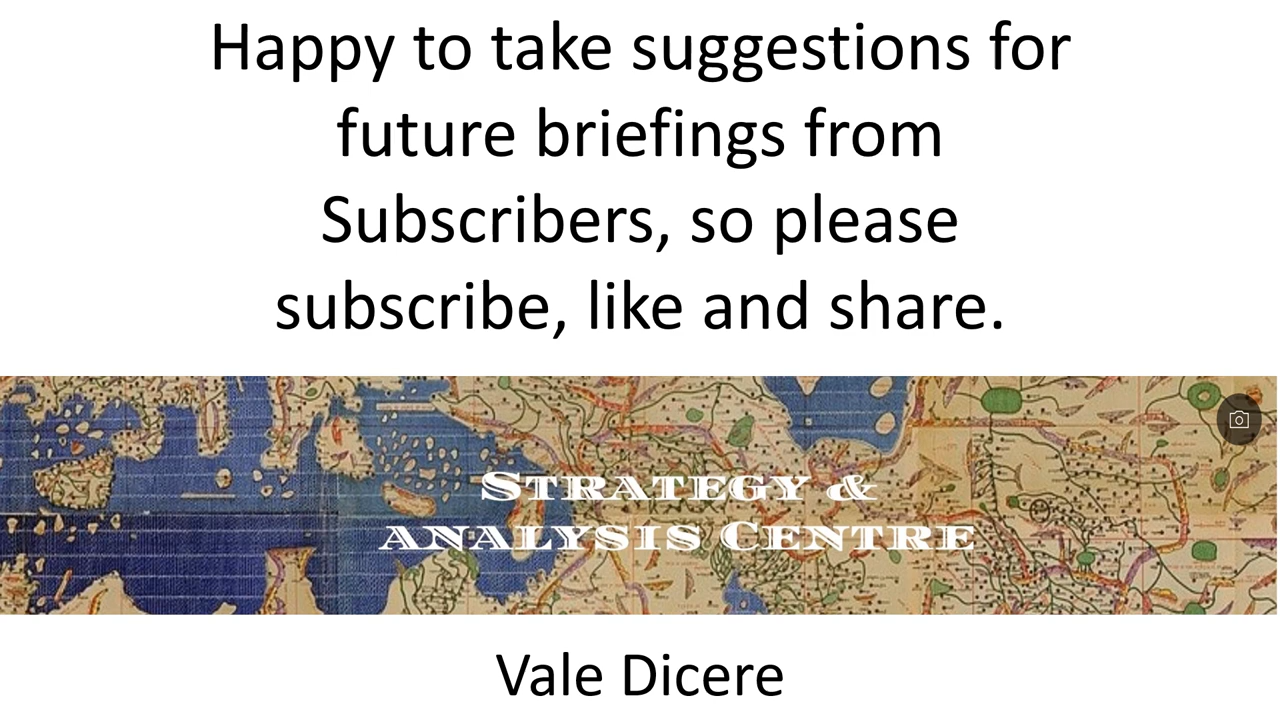 Happy to take suggestions for
future briefings from
Subscribers, so please
subscribe, like and share.
STRATEGY &
ANALYSIS CENTRE
Vale Dicere